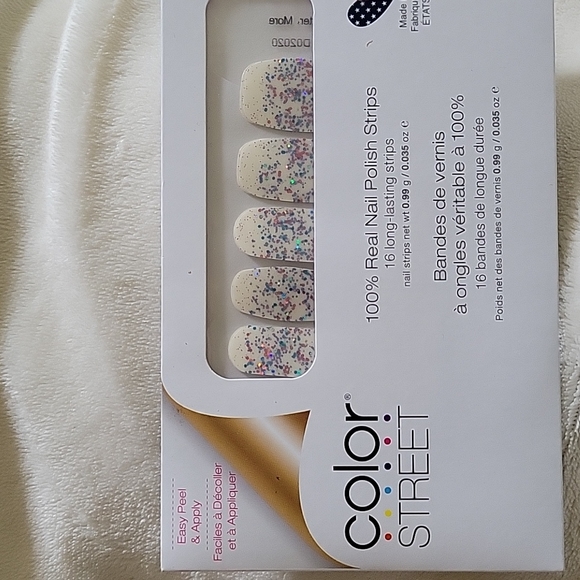 color®
STREET
100% Real Nail Polish Strips
16 long-lasting strips
nail strips net wt 0.99 g / 0.035 oz e
Bandes de vernis
à ongles véritable à 100%
16 bandes de longue durée
Poids net des bandes de vernis 0.99 g / 0.035 oz e
Easy Peel
& Apply
Faciles à Décoller
et à Appliquer
Made
Fabriqu
ÉTATS
ter, More
D02020